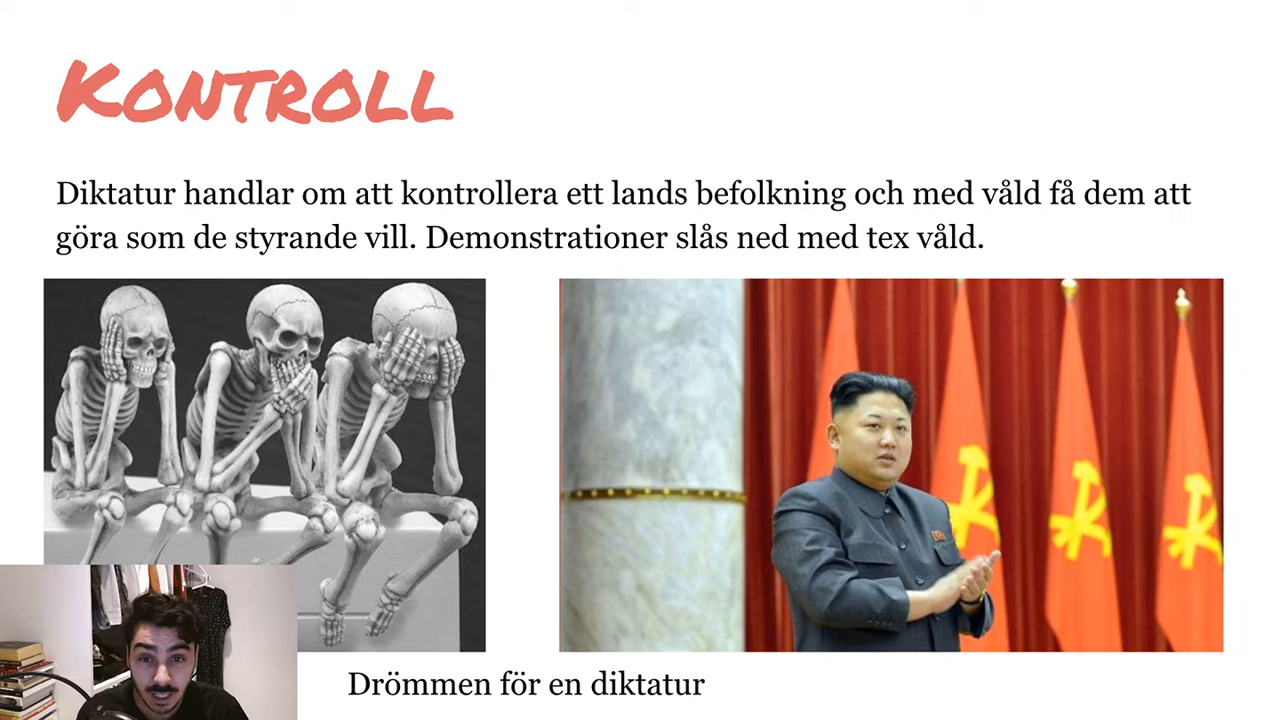 KONTROLL
Diktatur handlar om att kontrollera ett lands befolkning och med våld få dem att
göra som de styrande vill. Demonstrationer slås ned med tex våld.
Drömmen för en diktatur